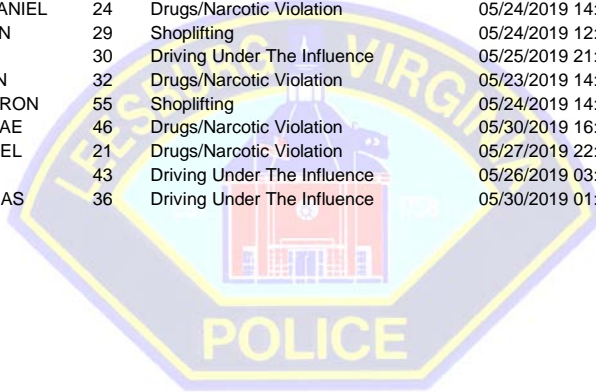 ANIEL 24 Drugs/Narcotic Violation 05/24/2019 14:
N 29 Shoplifting 05/24/2019 12:
30 Driving Under The Influence 05/25/2019 21:
N 32 Drugs/Narcotic Violation 05/23/2019 14:
RON 55 Shoplifting 05/24/2019 14:
AE 46 Drugs/Narcotic Violation 05/30/2019 16:
EL 21 Drugs/Narcotic Violation 05/27/2019 22:
43 Driving Under The Influence 05/26/2019 03:
AS 36 Driving Under The Influence 05/30/2019 01:
LEESBURG VIRGINIA
POLICE